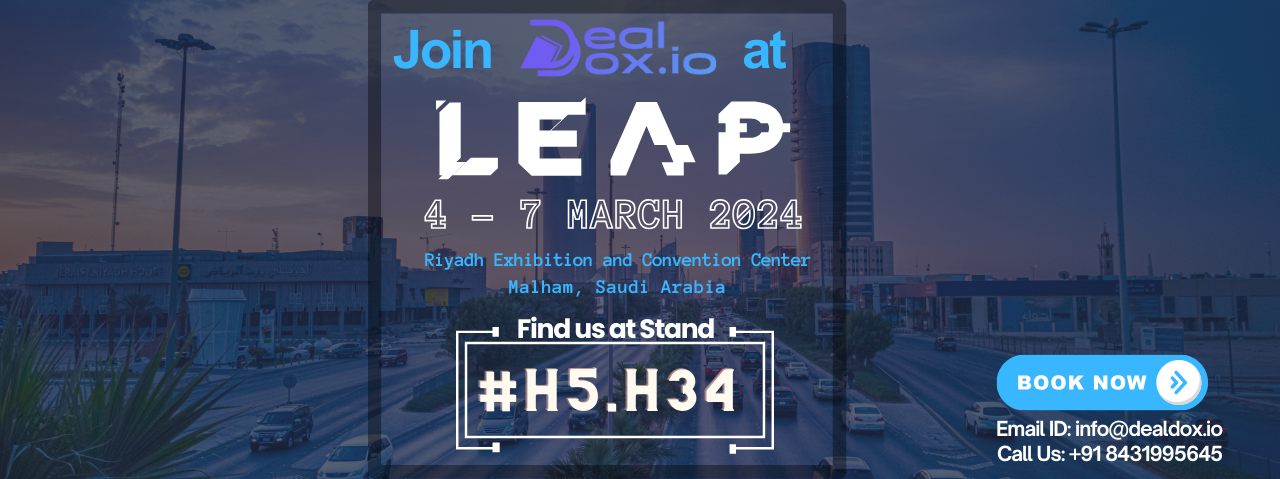 Join DealDox.io at
LEAP
4 – 7 MARCH 2024
Riyadh Exhibition and Convention Center
Malham, Saudi Arabia
Find us at Stand
#H5.H34
BOOK NOW
Email ID: info@dealdox.io
Call Us: +91 8431995645